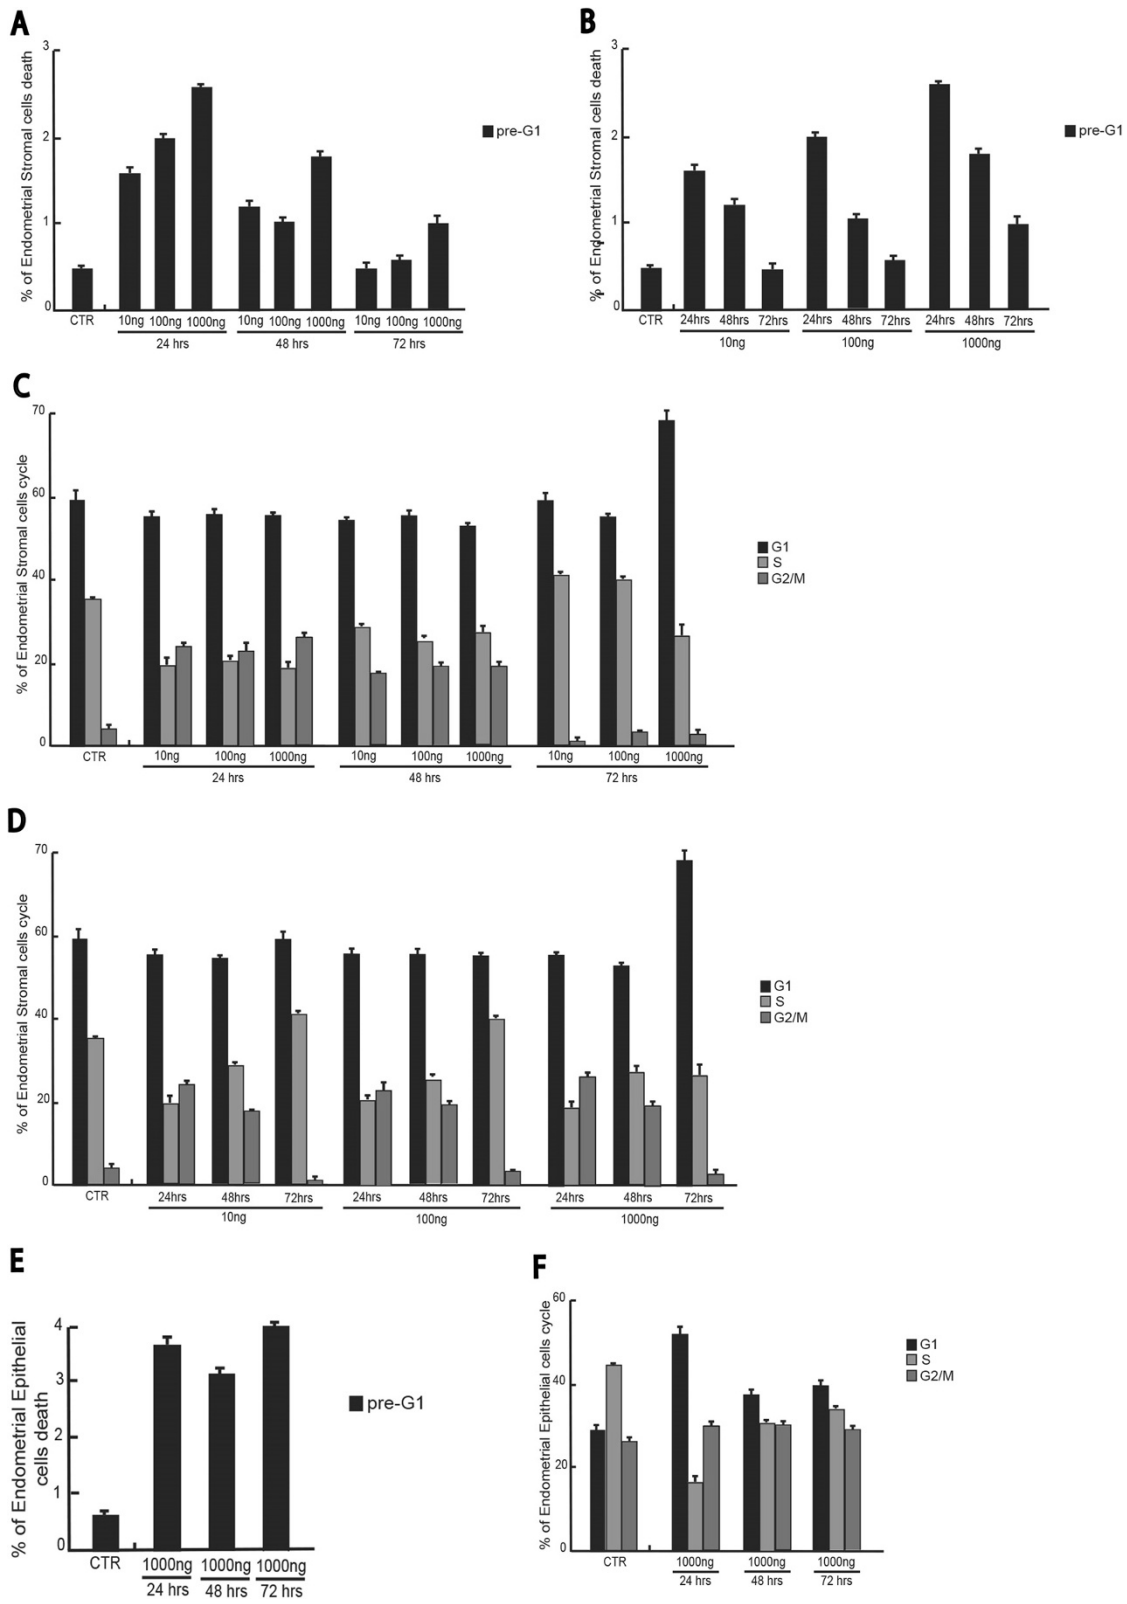 A
% of Endometrial Stromal cells death
3
2
1
0
pre-G1
CTR
10ng 100ng 1000ng 10ng 100ng 1000ng 10ng 100ng 1000ng
24 hrs 48 hrs 72 hrs
B
% of Endometrial Stromal cells death
3
2
1
0
pre-G1
CTR
24hrs 48hrs 72hrs 24hrs 48hrs 72hrs 24hrs 48hrs 72hrs
10ng 100ng 1000ng
C
% of Endometrial Stromal cells cycle
70
60
40
20
0
G1
S
G2/M
CTR
10ng 100ng 1000ng 10ng 100ng 1000ng 10ng 100ng 1000ng
24 hrs 48 hrs 72 hrs
D
% of Endometrial Stromal cells cycle
70
60
40
20
0
G1
S
G2/M
CTR
24hrs 48hrs 72hrs 24hrs 48hrs 72hrs 24hrs 48hrs 72hrs
10ng 100ng 1000ng
E
% of Endometrial Epithelial
cells death
4
3
2
1
0
pre-G1
CTR
1000ng 1000ng 1000ng
24 hrs 48 hrs 72 hrs
F
% of Endometrial Epithelial cells cycle
60
40
20
0
G1
S
G2/M
CTR
1000ng 1000ng 1000ng
24 hrs 48 hrs 72 hrs